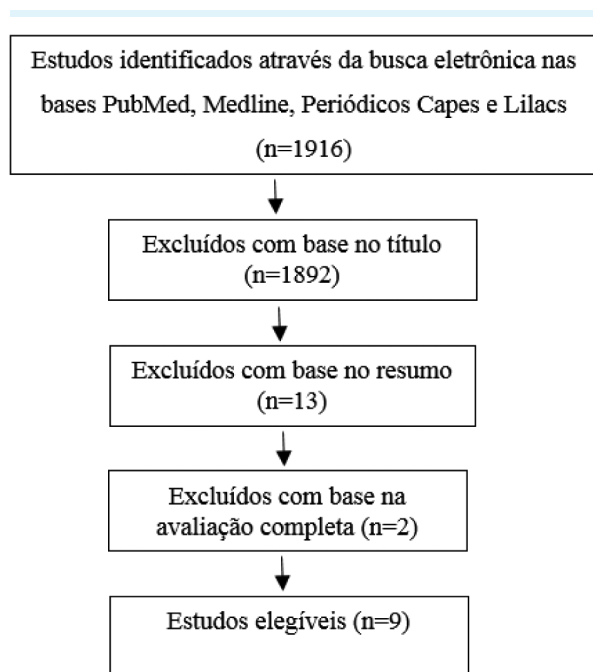 Estudos identificados através da busca eletrônica nas
bases PubMed, Medline, Periódicos Capes e Lilacs
(n=1916)
Excluídos com base no título
(n=1892)
Excluídos com base no resumo
(n=13)
Excluídos com base na
avaliação completa (n=2)
Estudos elegíveis (n=9)